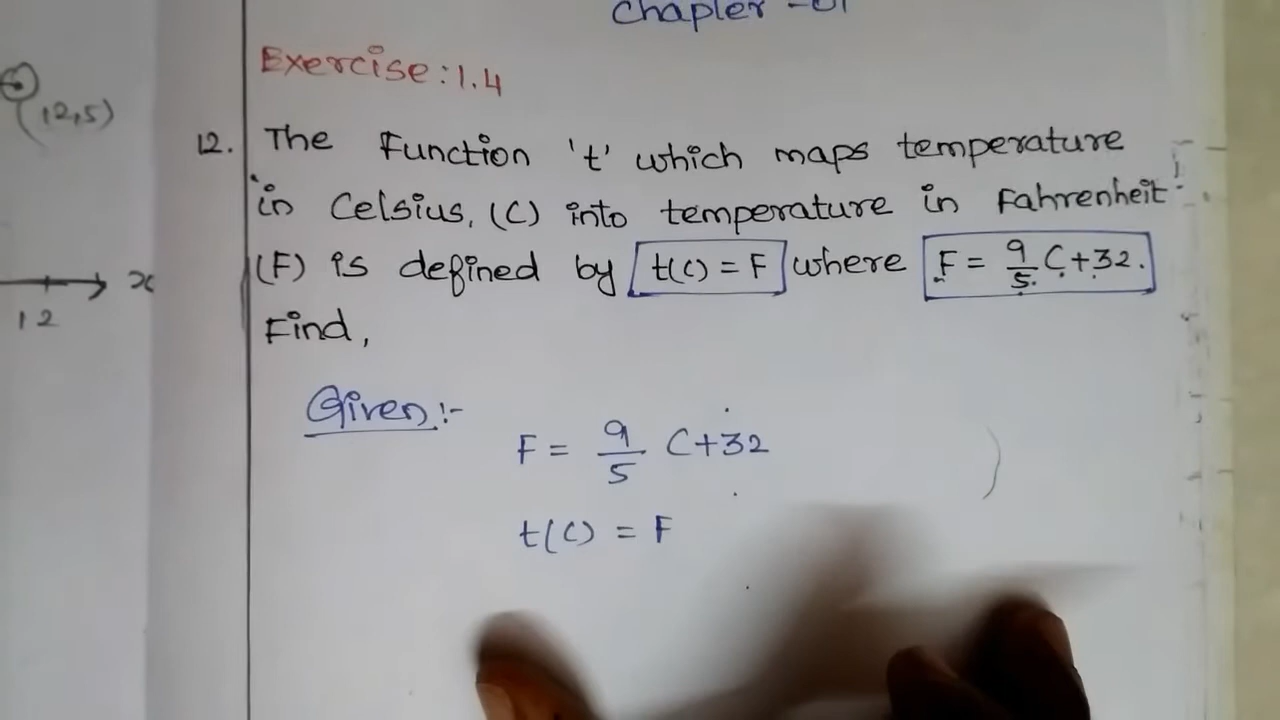 Chapter -01
Exercise: 1.4
(12,5)
12. The Function 't' which maps temperature
in Celsius, (C) into temperature in Fahrenheit
(F) is defined by t(C) = F where F = 9/5 C+32.
x
12
Find,
Given:-
F = 9/5 C+32
t(C) = F